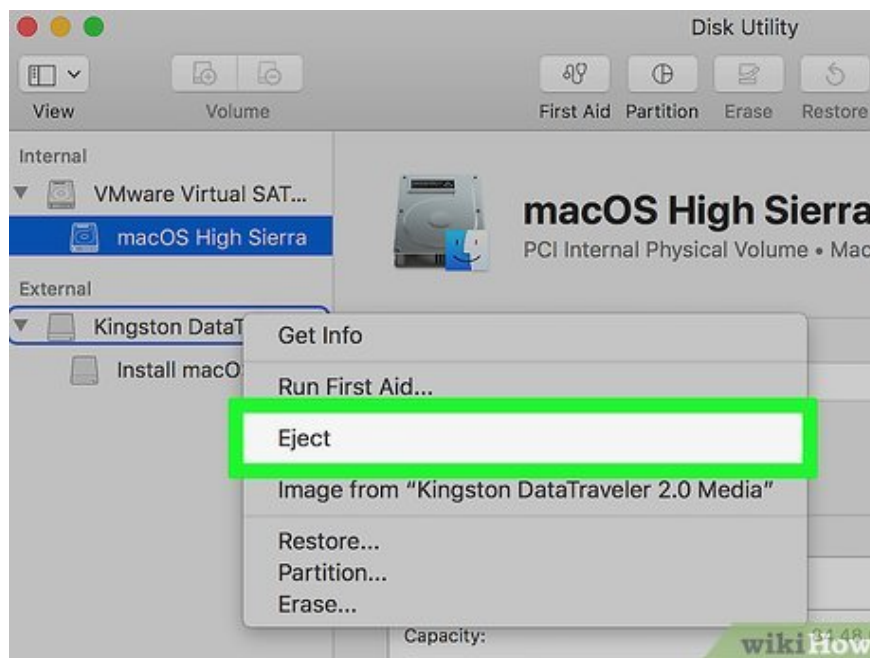 Disk Utility
View
Volume
First Aid
Partition
Erase
Restore
Internal
VMware Virtual SAT...
macOS High Sierra
macOS High Sierra
PCI Internal Physical Volume • Mac
External
Kingston DataT
Install macO
Get Info
Run First Aid...
Eject
Image from “Kingston DataTraveler 2.0 Media”
Restore...
Partition...
Erase...
Capacity:
wikiHow